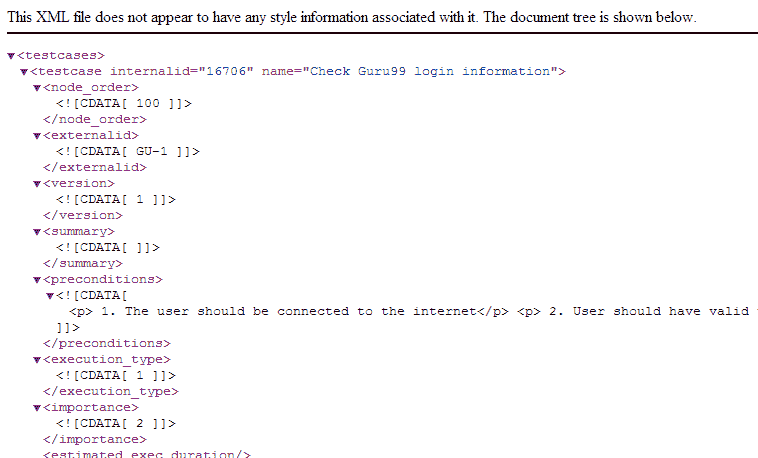 This XML file does not appear to have any style information associated with it. The document tree is shown below.
▼<testcases>
▼<testcase internalid="16706" name="Check Guru99 login information">
▼<node_order>
<![CDATA[ 100 ]]>
</node_order>
▼<externalid>
<![CDATA[ GU-1 ]]>
</externalid>
▼<version>
<![CDATA[ 1 ]]>
</version>
▼<summary>
<![CDATA[ ]]>
</summary>
▼<preconditions>
▼<![CDATA[
<p> 1. The user should be connected to the internet</p> <p> 2. User should have valid
]]>
</preconditions>
▼<execution_type>
<![CDATA[ 1 ]]>
</execution_type>
▼<importance>
<![CDATA[ 2 ]]>
</importance>
<estimated_exec_duration/>